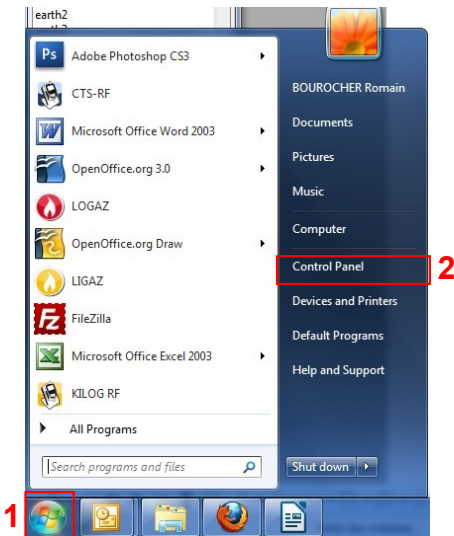 earth2
Ps Adobe Photoshop CS3
CTS-RF
Microsoft Office Word 2003
OpenOffice.org 3.0
LOGAZ
OpenOffice.org Draw
LIGAZ
Fz FileZilla
Microsoft Office Excel 2003
KILOG RF
All Programs
Search programs and files
BOUROCHER Romain
Documents
Pictures
Music
Computer
Control Panel
2
Devices and Printers
Default Programs
Help and Support
Shut down
1